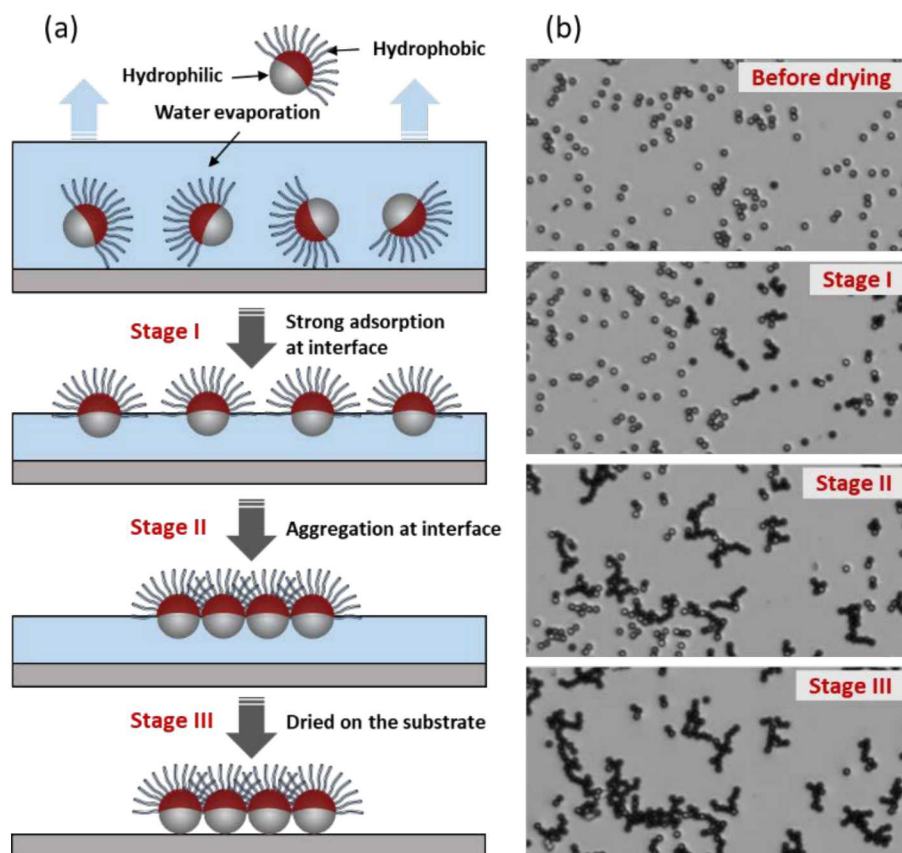 (a)
Hydrophobic
Hydrophilic
Water evaporation
Stage I
Strong adsorption
at interface
Stage II
Aggregation at interface
Stage III
Dried on the substrate
(b)
Before drying
Stage I
Stage II
Stage III